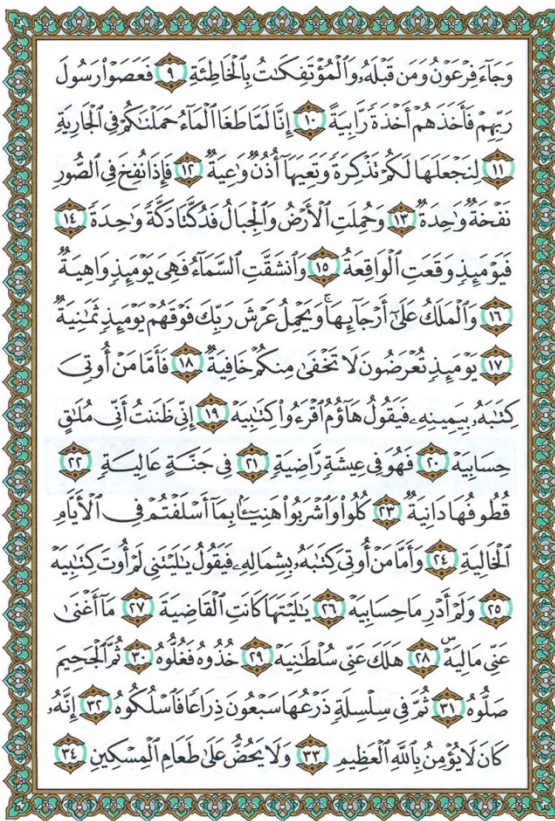 وَجَآءَ فِرْعَوْنُ وَمَن قَبْلَهُۥ وَٱلْمُؤْتَفِكَٰتُ بِٱلْخَاطِئَةِ ٩ فَعَصَوْا۟ رَسُولَ
رَبِّهِمْ فَأَخَذَهُمْ أَخْذَةً رَّابِيَةً ١٠ إِنَّا لَمَّا طَغَا ٱلْمَآءُ حَمَلْنَٰكُمْ فِى ٱلْجَارِيَةِ
١١ لِنَجْعَلَهَا لَكُمْ تَذْكِرَةً وَتَعِيَهَآ أُذُنٌ وَٰعِيَةٌ ١٢ فَإِذَا نُفِخَ فِى ٱلصُّورِ
نَفْخَةٌ وَٰحِدَةٌ ١٣ وَحُمِلَتِ ٱلْأَرْضُ وَٱلْجِبَالُ فَدُكَّتَا دَكَّةً وَٰحِدَةً ١٤
فَيَوْمَئِذٍ وَقَعَتِ ٱلْوَاقِعَةُ ١٥ وَٱنشَقَّتِ ٱلسَّمَآءُ فَهِىَ يَوْمَئِذٍ وَاهِيَةٌ
١٦ وَٱلْمَلَكُ عَلَىٰٓ أَرْجَآئِهَا ۚ وَيَحْمِلُ عَرْشَ رَبِّكَ فَوْقَهُمْ يَوْمَئِذٍ ثَمَٰنِيَةٌ
١٧ يَوْمَئِذٍ تُعْرَضُونَ لَا تَخْفَىٰ مِنكُمْ خَافِيَةٌ ١٨ فَأَمَّا مَنْ أُوتِىَ
كِتَٰبَهُۥ بِيَمِينِهِۦ فَيَقُولُ هَآؤُمُ ٱقْرَءُوا۟ كِتَٰبِيَهْ ١٩ إِنِّى ظَنَنتُ أَنِّى مُلَٰقٍ
حِسَابِيَهْ ٢٠ فَهُوَ فِى عِيشَةٍ رَّاضِيَةٍ ٢١ فِى جَنَّةٍ عَالِيَةٍ ٢٢
قُطُوفُهَا دَانِيَةٌ ٢٣ كُلُوا۟ وَٱشْرَبُوا۟ هَنِيٓـًٔۢا بِمَآ أَسْلَفْتُمْ فِى ٱلْأَيَّامِ
ٱلْخَالِيَةِ ٢٤ وَأَمَّا مَنْ أُوتِىَ كِتَٰبَهُۥ بِشِمَالِهِۦ فَيَقُولُ يَٰلَيْتَنِى لَمْ أُوتَ كِتَٰبِيَهْ
٢٥ وَلَمْ أَدْرِ مَا حِسَابِيَهْ ٢٦ يَٰلَيْتَهَا كَانَتِ ٱلْقَاضِيَةَ ٢٧ مَآ أَغْنَىٰ
عَنِّى مَالِيَهْ ۜ ٢٨ هَلَكَ عَنِّى سُلْطَٰنِيَهْ ٢٩ خُذُوهُ فَغُلُّوهُ ٣٠ ثُمَّ ٱلْجَحِيمَ
صَلُّوهُ ٣١ ثُمَّ فِى سِلْسِلَةٍ ذَرْعُهَا سَبْعُونَ ذِرَاعًا فَٱسْلُكُوهُ ٣٢ إِنَّهُۥ
كَانَ لَا يُؤْمِنُ بِٱللَّهِ ٱلْعَظِيمِ ٣٣ وَلَا يَحُضُّ عَلَىٰ طَعَامِ ٱلْمِسْكِينِ ٣٤